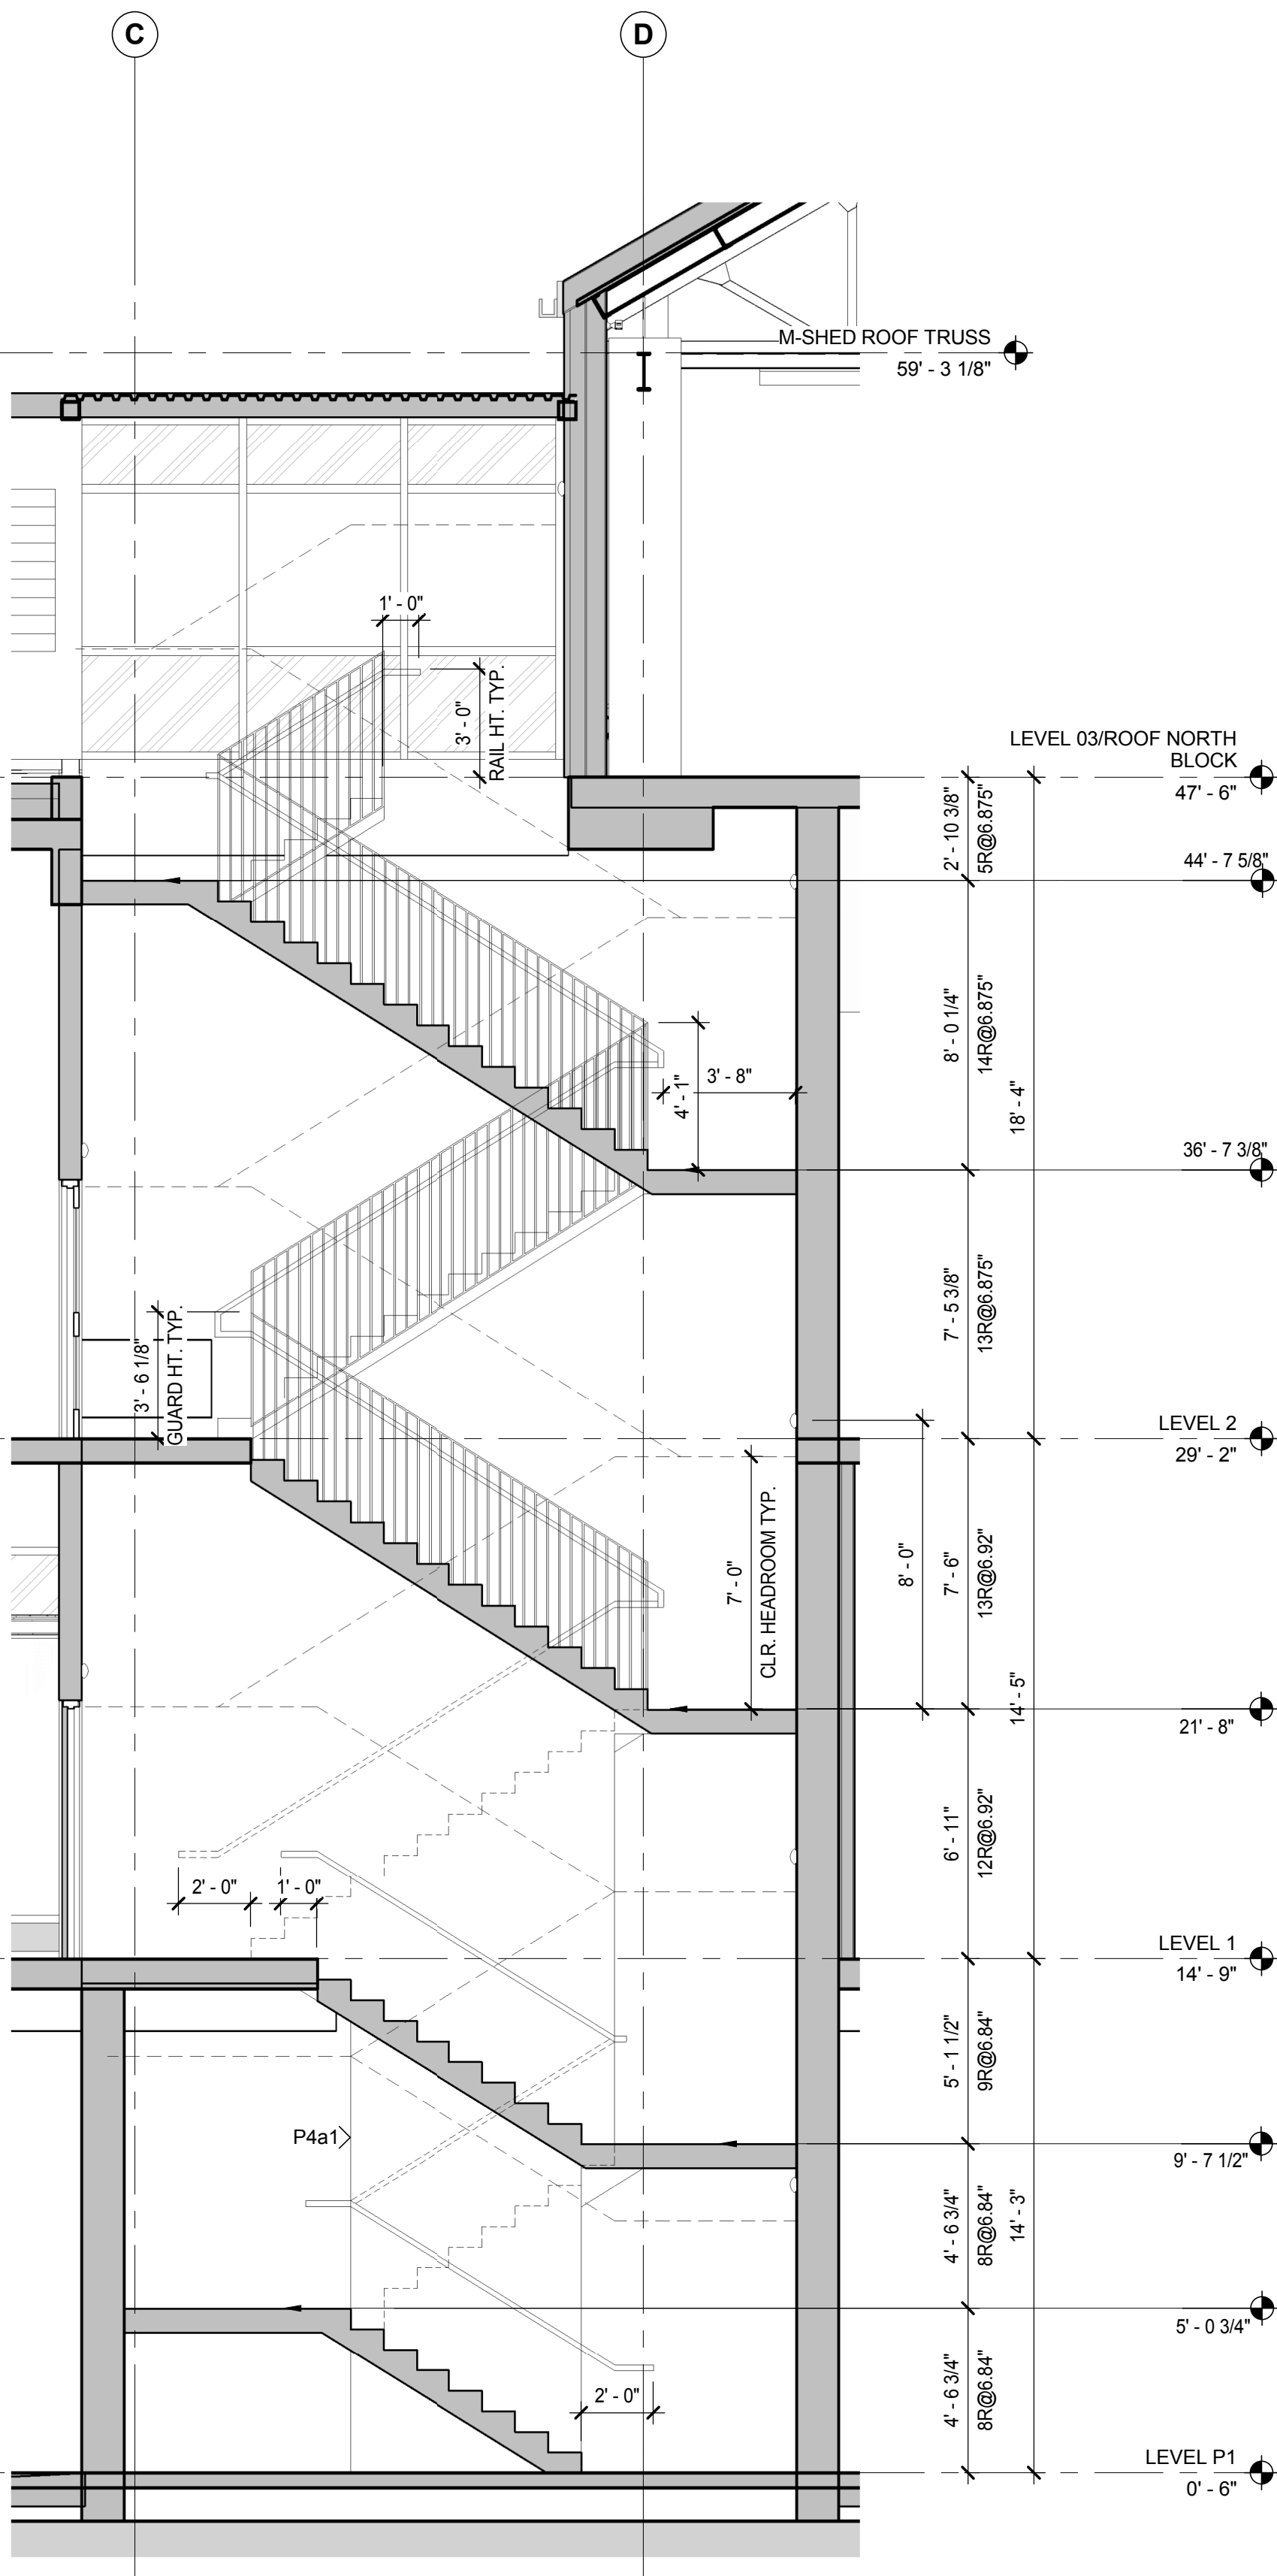 C
D
M-SHED ROOF TRUSS
59' - 3 1/8"
1' - 0"
3' - 0"
RAIL HT. TYP.
LEVEL 03/ROOF NORTH
BLOCK
47' - 6"
2' - 10 3/8"
5R@6.875"
44' - 7 5/8"
8' - 0 1/4"
14R@6.875"
18' - 4"
4' - 1"
3' - 8"
36' - 7 3/8"
7' - 5 3/8"
13R@6.875"
3' - 6 1/8"
GUARD HT. TYP.
LEVEL 2
29' - 2"
7' - 0"
CLR. HEADROOM TYP.
8' - 0"
7' - 6"
13R@6.92"
14' - 5"
21' - 8"
6' - 11"
12R@6.92"
2' - 0"
1' - 0"
LEVEL 1
14' - 9"
5' - 1 1/2"
9R@6.84"
P4a1
9' - 7 1/2"
4' - 6 3/4"
8R@6.84"
14' - 3"
5' - 0 3/4"
4' - 6 3/4"
8R@6.84"
2' - 0"
LEVEL P1
0' - 6"